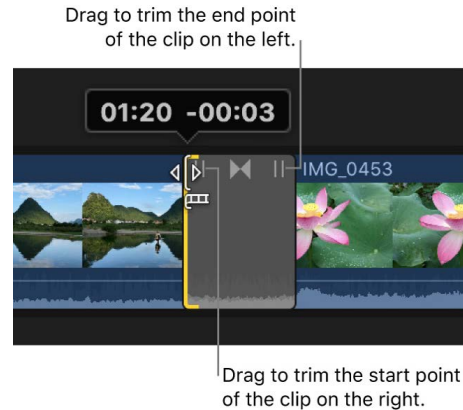 Drag to trim the end point
of the clip on the left.
01:20 -00:03
IMG_0453
Drag to trim the start point
of the clip on the right.